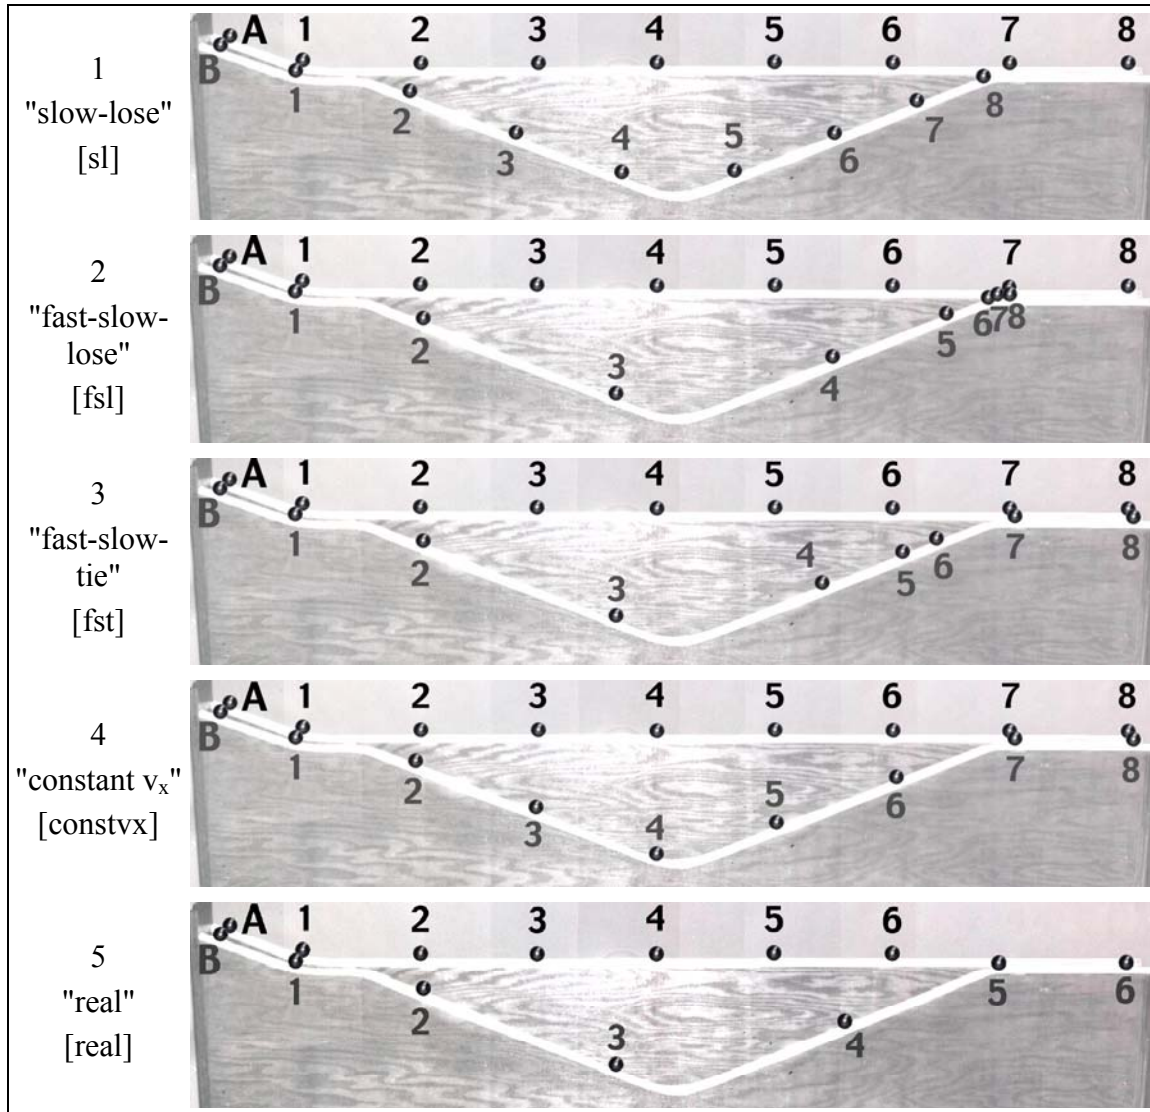 1
"slow-lose"
[sl]
A 1 2 3 4 5 6 7 8
B 1 2 3 4 5 6 7 8
2
"fast-slow-
lose"
[fsl]
A 1 2 3 4 5 6 7 8
B 1 2 3 4 5 6 7 8
3
"fast-slow-
tie"
[fst]
A 1 2 3 4 5 6 7 8
B 1 2 3 4 5 6 7 8
4
"constant vₓ"
[constvx]
A 1 2 3 4 5 6 7 8
B 1 2 3 4 5 6 7 8
5
"real"
[real]
A 1 2 3 4 5 6
B 1 2 3 4 5 6